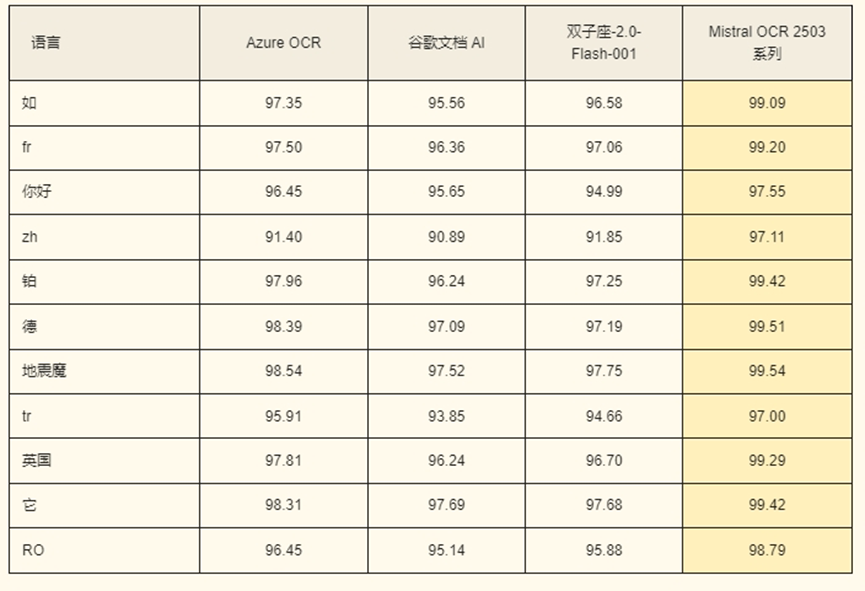 语言 Azure OCR 谷歌文档 AI 双子座-2.0-Flash-001 Mistral OCR 2503 系列
如 97.35 95.56 96.58 99.09
fr 97.50 96.36 97.06 99.20
你好 96.45 95.65 94.99 97.55
zh 91.40 90.89 91.85 97.11
铂 97.96 96.24 97.25 99.42
德 98.39 97.09 97.19 99.51
地震魔 98.54 97.52 97.75 99.54
tr 95.91 93.85 94.66 97.00
英国 97.81 96.24 96.70 99.29
它 98.31 97.69 97.68 99.42
RO 96.45 95.14 95.88 98.79